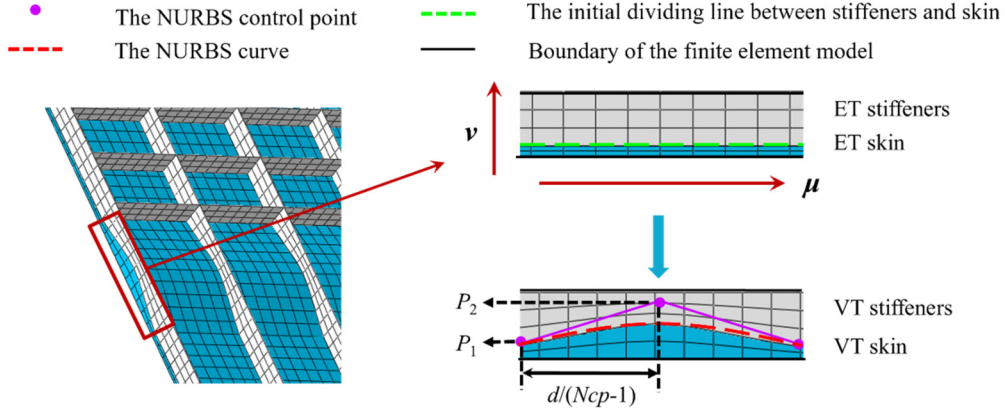 The NURBS control point
The initial dividing line between stiffeners and skin
The NURBS curve
Boundary of the finite element model
ν
ET stiffeners
ET skin
μ
P₂
VT stiffeners
P₁
VT skin
d/(Ncp-1)